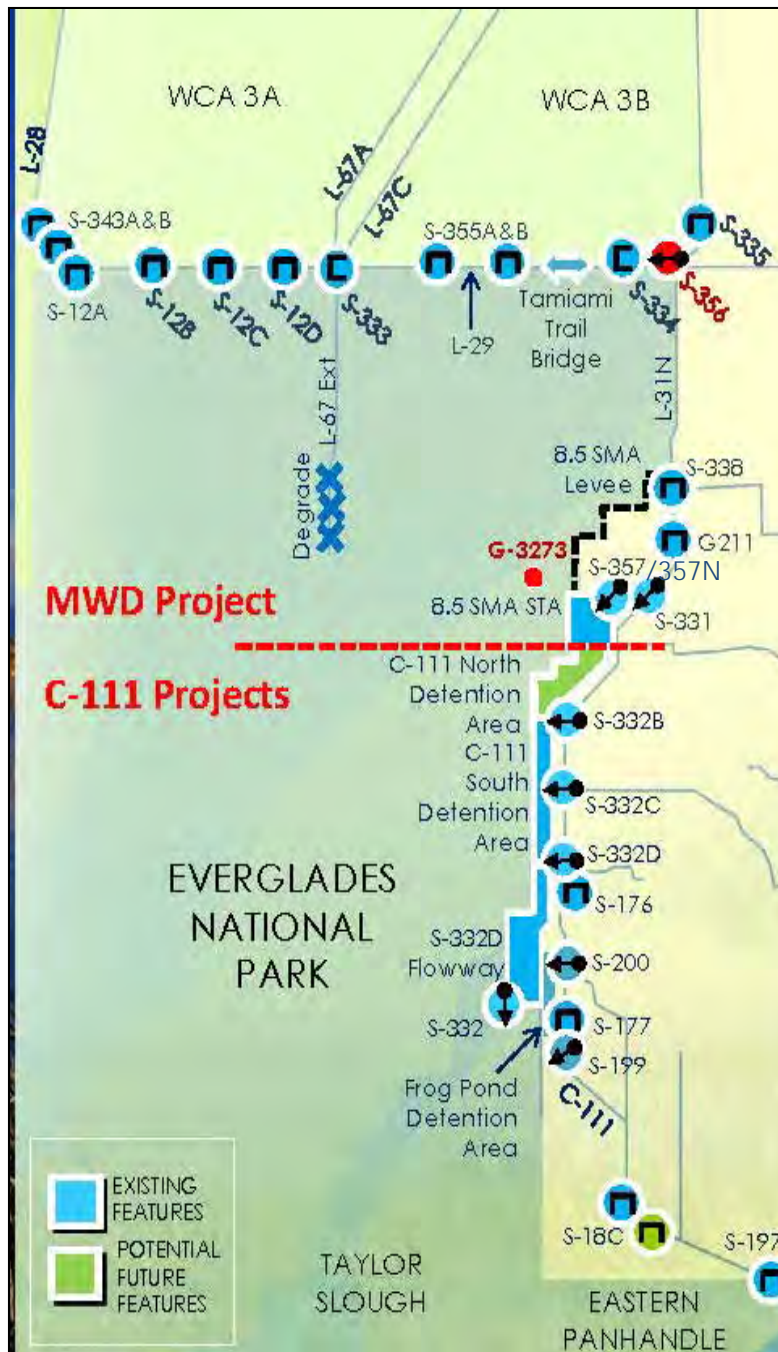 WCA 3A
WCA 3B
L-28
L-67A
L-67C
S-343A&B
S-355A&B
S-335
S-12A
S-12B
S-12C
S-12D
S-333
L-29
Tamiami
Trail
Bridge
S-334
S-356
L-67 Ext
L-31N
Degrade
8.5 SMA
Levee
S-338
G211
G-3273
S-357/357N
MWD Project
8.5 SMA STA
S-331
C-111 Projects
C-111 North
Detention
Area
S-332B
C-111
South
Detention
Area
S-332C
S-332D
EVERGLADES
NATIONAL
PARK
S-176
S-332D
Flowway
S-200
S-332
S-177
S-199
Frog Pond
Detention
Area
C-111
EXISTING
FEATURES
POTENTIAL
FUTURE
FEATURES
S-18C
S-197
TAYLOR
SLOUGH
EASTERN
PANHANDLE